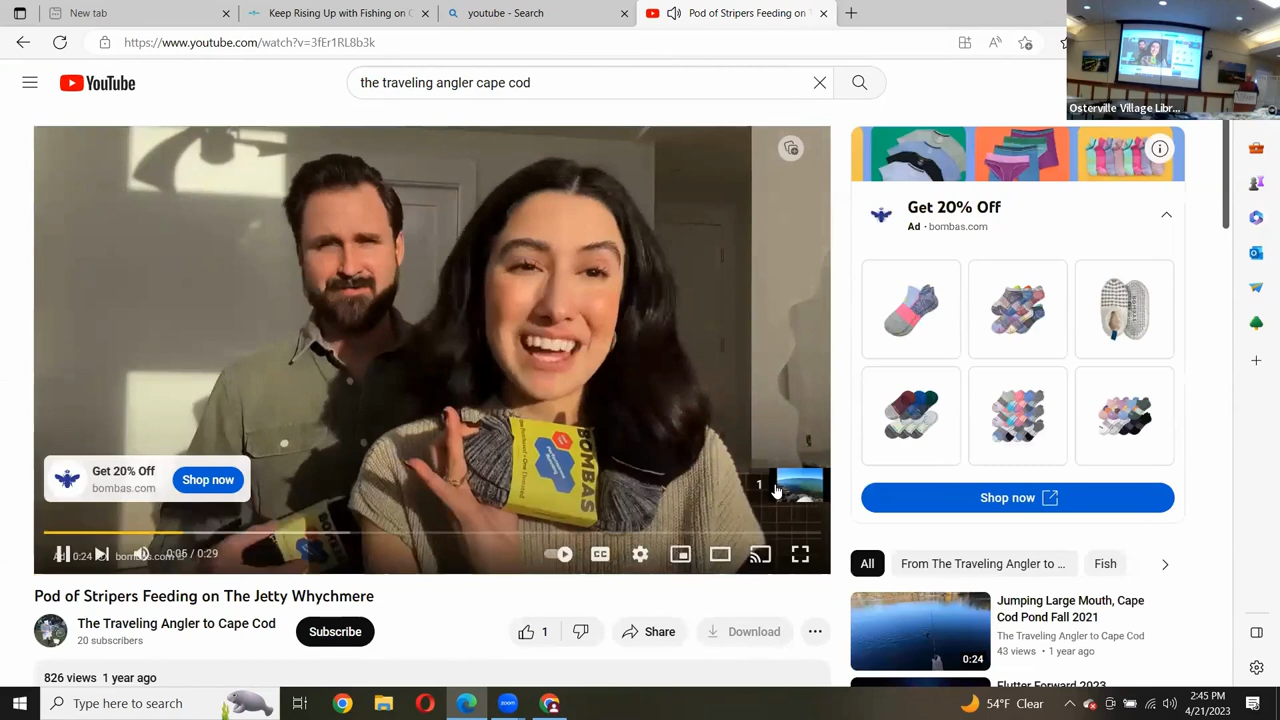 New tab
Keep Rising Up with Fishing on C
youtube - Search
Pod of Stripers Feeding on T
https://www.youtube.com/watch?v=3fEr1RL8b3k
YouTube
the traveling angler cape cod
Osterville Village Libr...
Get 20% Off
Ad · bombas.com
BOMBAS
Get 20% Off
bombas.com
Shop now
1
Shop now
Ad 0:24
bombas.com
0:05 / 0:29
CC
All
From The Traveling Angler to ...
Fish
Pod of Stripers Feeding on The Jetty Whychmere
The Traveling Angler to Cape Cod
20 subscribers
Subscribe
1
Share
Download
Jumping Large Mouth, Cape
Cod Pond Fall 2021
The Traveling Angler to Cape Cod
43 views • 1 year ago
0:24
Flutter Forward 2023
826 views 1 year ago
Type here to search
zoom
54°F Clear
2:45 PM
4/21/2023